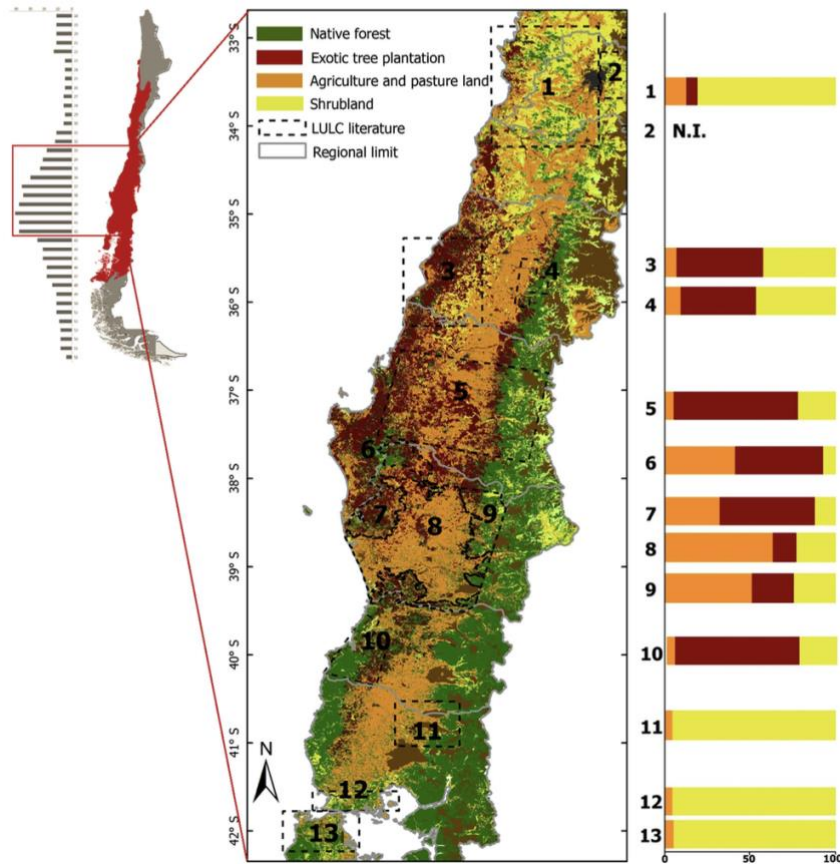 Native forest
Exotic tree plantation
Agriculture and pasture land
Shrubland
LULC literature
Regional limit
33° S
34° S
35° S
36° S
37° S
38° S
39° S
40° S
41° S
42° S
N
1
2
3
4
5
6
7
8
9
10
11
12
13
1
2 N.I.
3
4
5
6
7
8
9
10
11
12
13
0 50 100